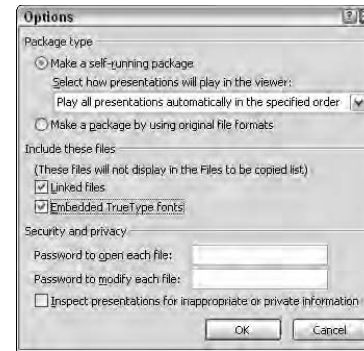 Options
Package type
Make a self-running package
Select how presentations will play in the viewer:
Play all presentations automatically in the specified order
Make a package by using original file formats
Include these files
(These files will not display in the Files to be copied list)
Linked files
Embedded TrueType fonts
Security and privacy
Password to open each file:
Password to modify each file:
Inspect presentations for inappropriate or private information
OK
Cancel